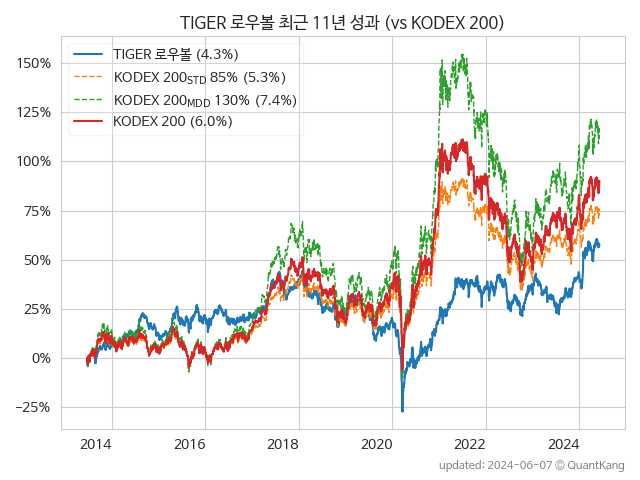 TIGER 로우볼 최근 11년 성과 (vs KODEX 200)
TIGER 로우볼 (4.3%)
KODEX 200STD 85% (5.3%)
KODEX 200MDD 130% (7.4%)
KODEX 200 (6.0%)
150%
125%
100%
75%
50%
25%
0%
−25%
2014 2016 2018 2020 2022 2024
updated: 2024-06-07 © QuantKang